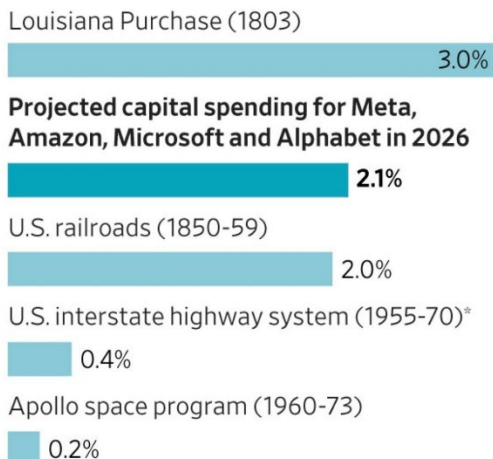 Louisiana Purchase (1803)
3.0%
Projected capital spending for Meta,
Amazon, Microsoft and Alphabet in 2026
2.1%
U.S. railroads (1850-59)
2.0%
U.S. interstate highway system (1955-70)*
0.4%
Apollo space program (1960-73)
0.2%